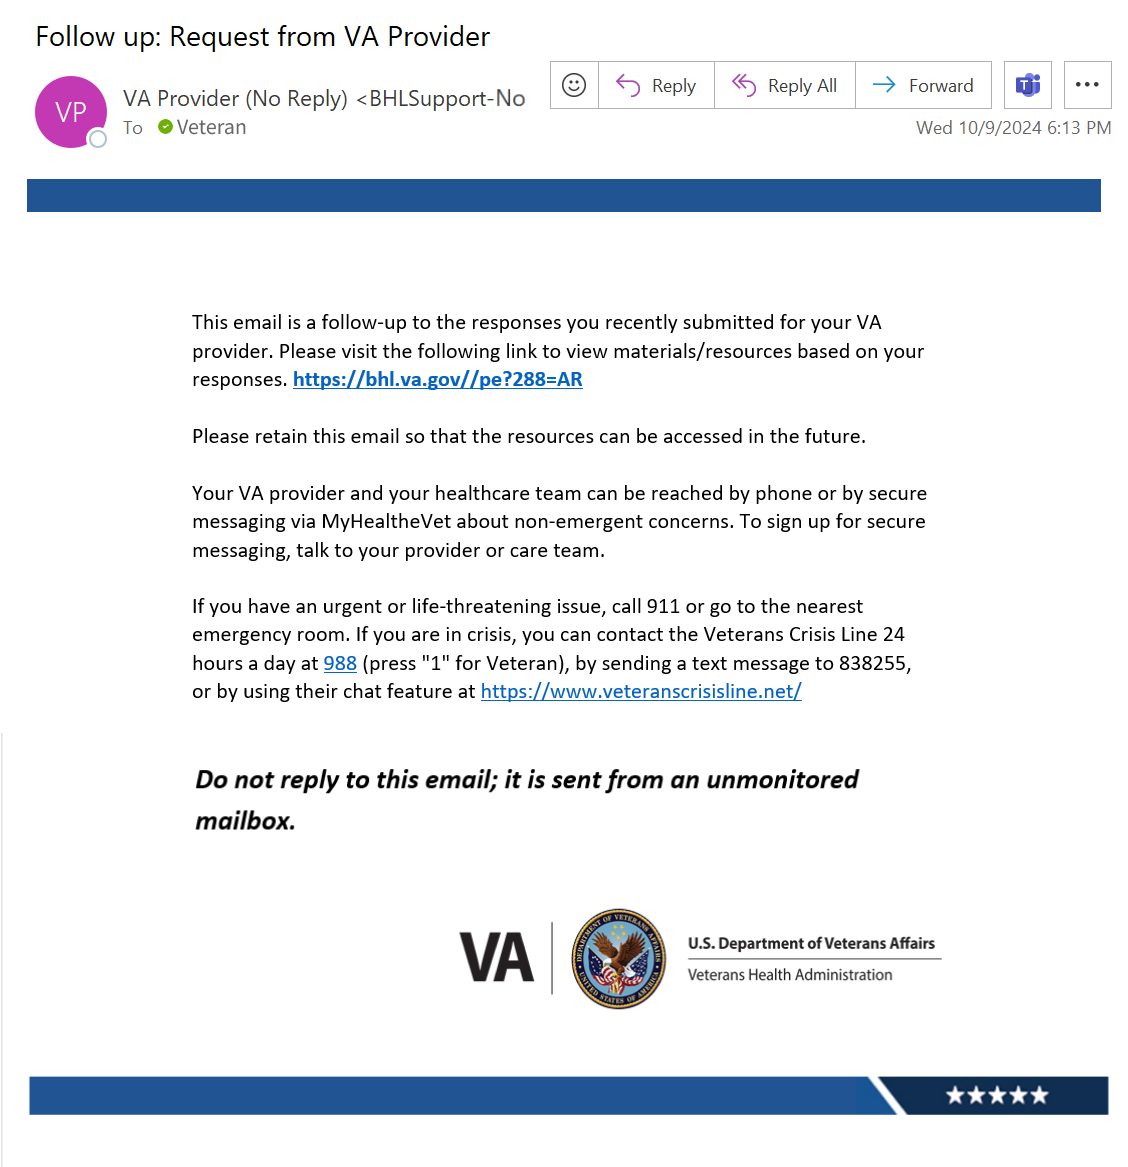 Follow up: Request from VA Provider
VP
VA Provider (No Reply) <BHLSupport-No
Reply
Reply All
Forward
To Veteran
Wed 10/9/2024 6:13 PM
This email is a follow-up to the responses you recently submitted for your VA
provider. Please visit the following link to view materials/resources based on your
responses. https://bhl.va.gov//pe?288=AR
Please retain this email so that the resources can be accessed in the future.
Your VA provider and your healthcare team can be reached by phone or by secure
messaging via MyHealtheVet about non-emergent concerns. To sign up for secure
messaging, talk to your provider or care team.
If you have an urgent or life-threatening issue, call 911 or go to the nearest
emergency room. If you are in crisis, you can contact the Veterans Crisis Line 24
hours a day at 988 (press "1" for Veteran), by sending a text message to 838255,
or by using their chat feature at https://www.veteranscrisisline.net/
Do not reply to this email; it is sent from an unmonitored
mailbox.
VA
DEPARTMENT OF VETERANS AFFAIRS
UNITED STATES OF AMERICA
U.S. Department of Veterans Affairs
Veterans Health Administration